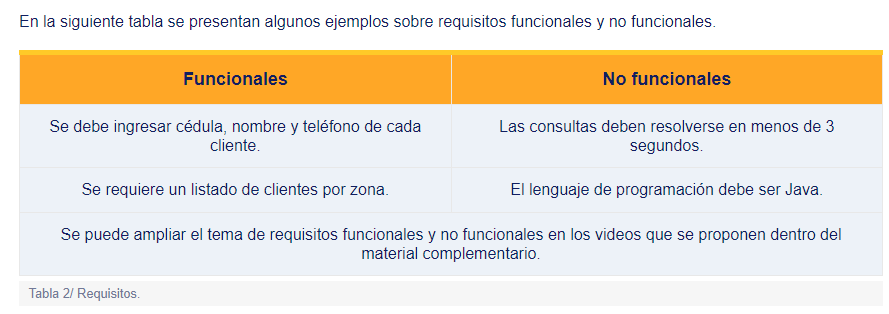 En la siguiente tabla se presentan algunos ejemplos sobre requisitos funcionales y no funcionales.
Funcionales
No funcionales
Se debe ingresar cédula, nombre y teléfono de cada
cliente.
Las consultas deben resolverse en menos de 3
segundos.
Se requiere un listado de clientes por zona.
El lenguaje de programación debe ser Java.
Se puede ampliar el tema de requisitos funcionales y no funcionales en los videos que se proponen dentro del
material complementario.
Tabla 2/ Requisitos.